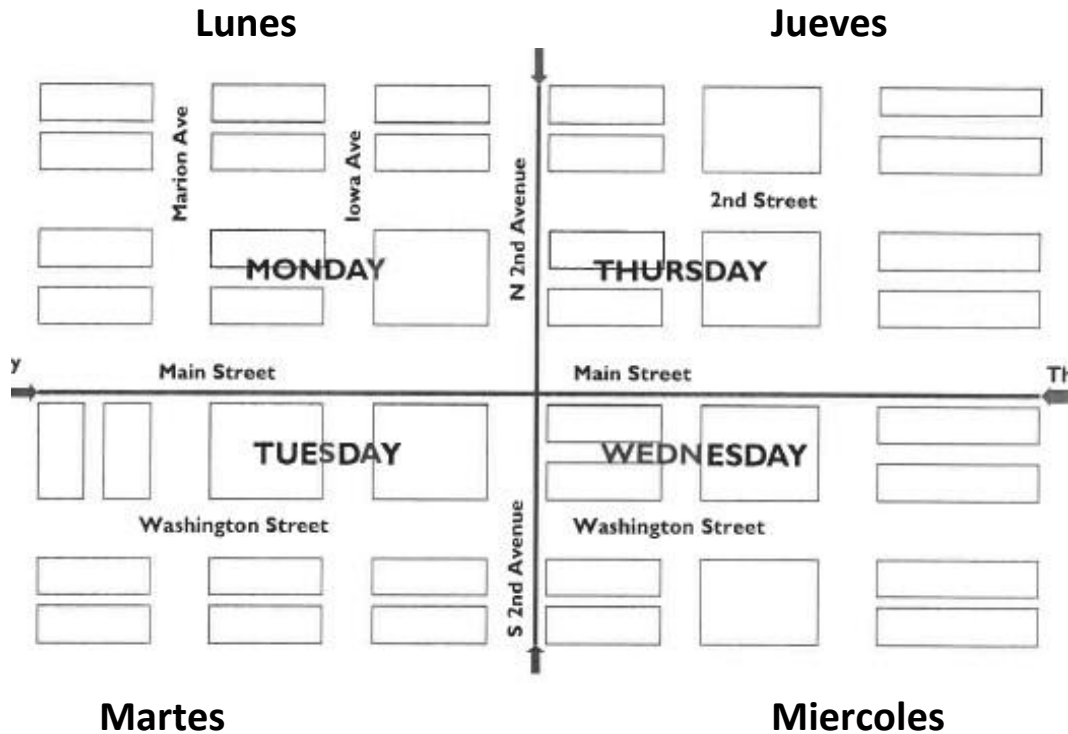 Lunes
Jueves
Marion Ave
Iowa Ave
N 2nd Avenue
2nd Street
MONDAY
THURSDAY
Main Street
Main Street
TUESDAY
WEDNESDAY
Washington Street
Washington Street
S 2nd Avenue
Martes
Miercoles